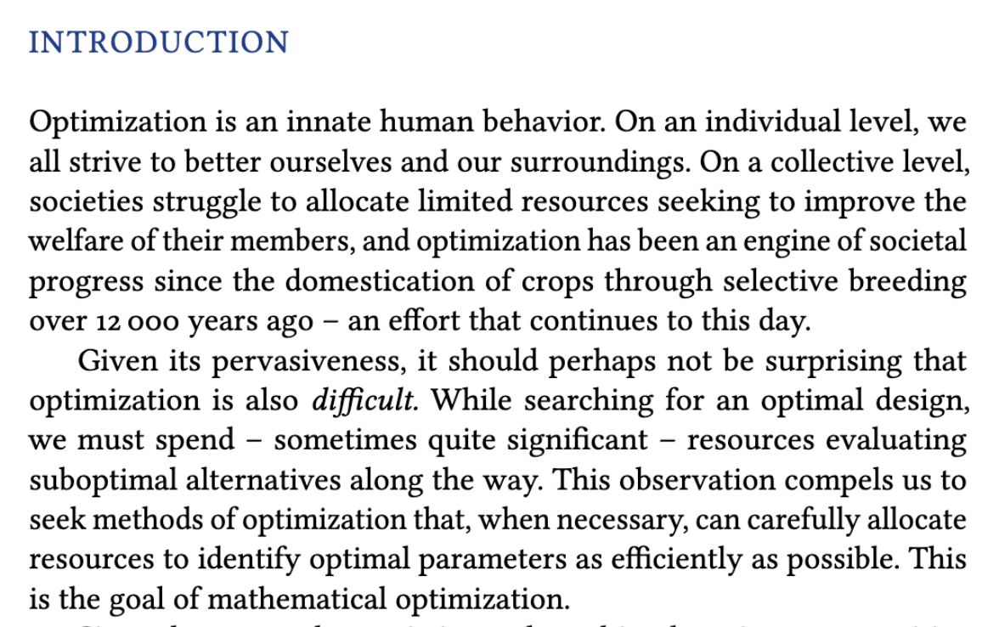 INTRODUCTION
Optimization is an innate human behavior. On an individual level, we
all strive to better ourselves and our surroundings. On a collective level,
societies struggle to allocate limited resources seeking to improve the
welfare of their members, and optimization has been an engine of societal
progress since the domestication of crops through selective breeding
over 12 000 years ago – an effort that continues to this day.
Given its pervasiveness, it should perhaps not be surprising that
optimization is also difficult. While searching for an optimal design,
we must spend – sometimes quite significant – resources evaluating
suboptimal alternatives along the way. This observation compels us to
seek methods of optimization that, when necessary, can carefully allocate
resources to identify optimal parameters as efficiently as possible. This
is the goal of mathematical optimization.